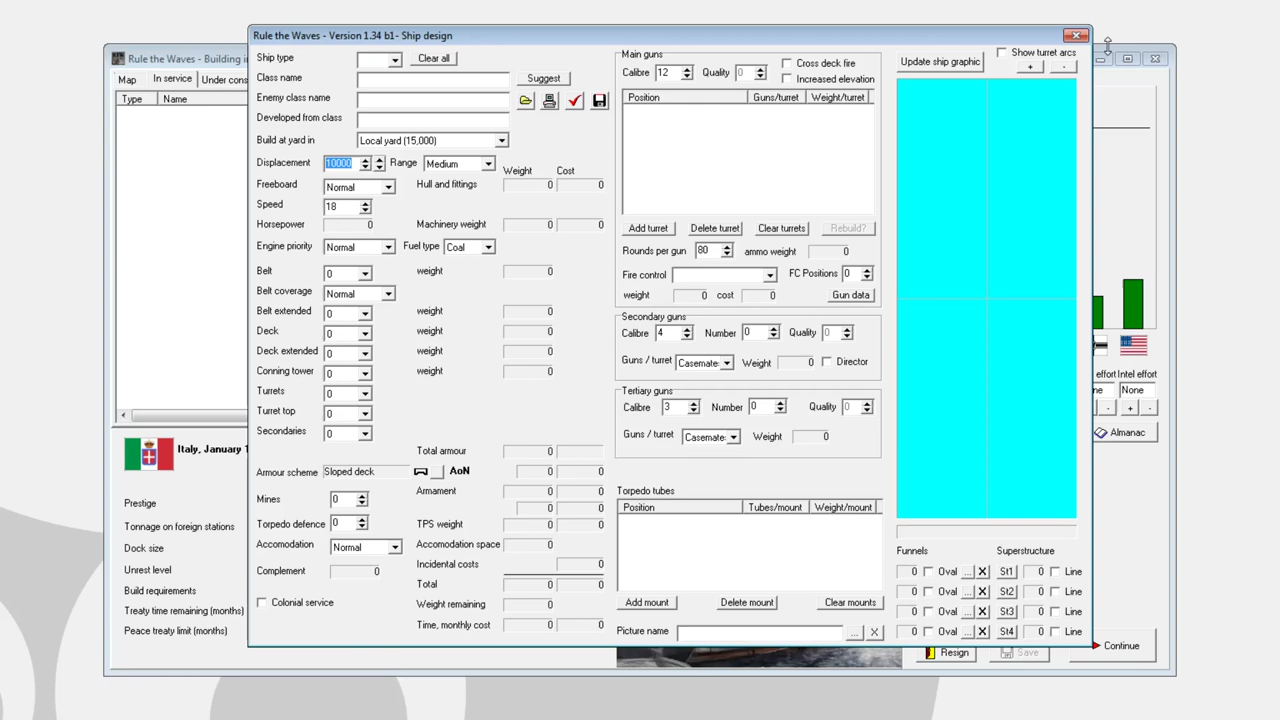 Rule the Waves - Version 1.34 b1- Ship design
Rule the Waves - Building in
Map In service Under cons
Type Name
Ship type Clear all
Class name Suggest
Enemy class name
Developed from class
Build at yard in Local yard (15,000)
Displacement 10000 Range Medium
Weight Cost
Freeboard Normal Hull and fittings 0 0
Speed 18
Horsepower 0 Machinery weight 0 0
Engine priority Normal Fuel type Coal
Belt 0 weight 0
Belt coverage Normal
Belt extended 0 weight 0
Deck 0 weight 0
Deck extended 0 weight 0
Conning tower 0 weight 0
Turrets 0
Turret top 0
Secondaries 0
Total armour 0
Armour scheme Sloped deck AoN 0 0
Mines 0 Armament 0 0
0 0
Torpedo defence 0 TPS weight 0 0
Accomodation Normal Accomodation space 0
Complement 0 Incidental costs 0
Total 0 0
Colonial service Weight remaining 0
Time, monthly cost 0 0
Main guns
Calibre 12 Quality 0 Cross deck fire
Increased elevation
Position Guns/turret Weight/turret
Add turret Delete turret Clear turrets Rebuild?
Rounds per gun 80 ammo weight 0
Fire control FC Positions 0
weight 0 cost 0 Gun data
Secondary guns
Calibre 4 Number 0 Quality 0
Guns / turret Casemate: Weight 0 Director
Tertiary guns
Calibre 3 Number 0 Quality 0
Guns / turret Casemate: Weight 0
Torpedo tubes
Position Tubes/mount Weight/mount
Add mount Delete mount Clear mounts
Picture name ... X
Update ship graphic Show turret arcs
+ -
Funnels Superstructure
0 Oval ... X St1 0 Line
0 Oval ... X St2 0 Line
0 Oval ... X St3 0 Line
0 Oval ... X St4 0 Line
Italy, January 1
Prestige
Tonnage on foreign stations
Dock size
Unrest level
Build requirements
Treaty time remaining (months)
Peace treaty limit (months)
effort Intel effort
ne None
- + -
Almanac
Resign Save Continue